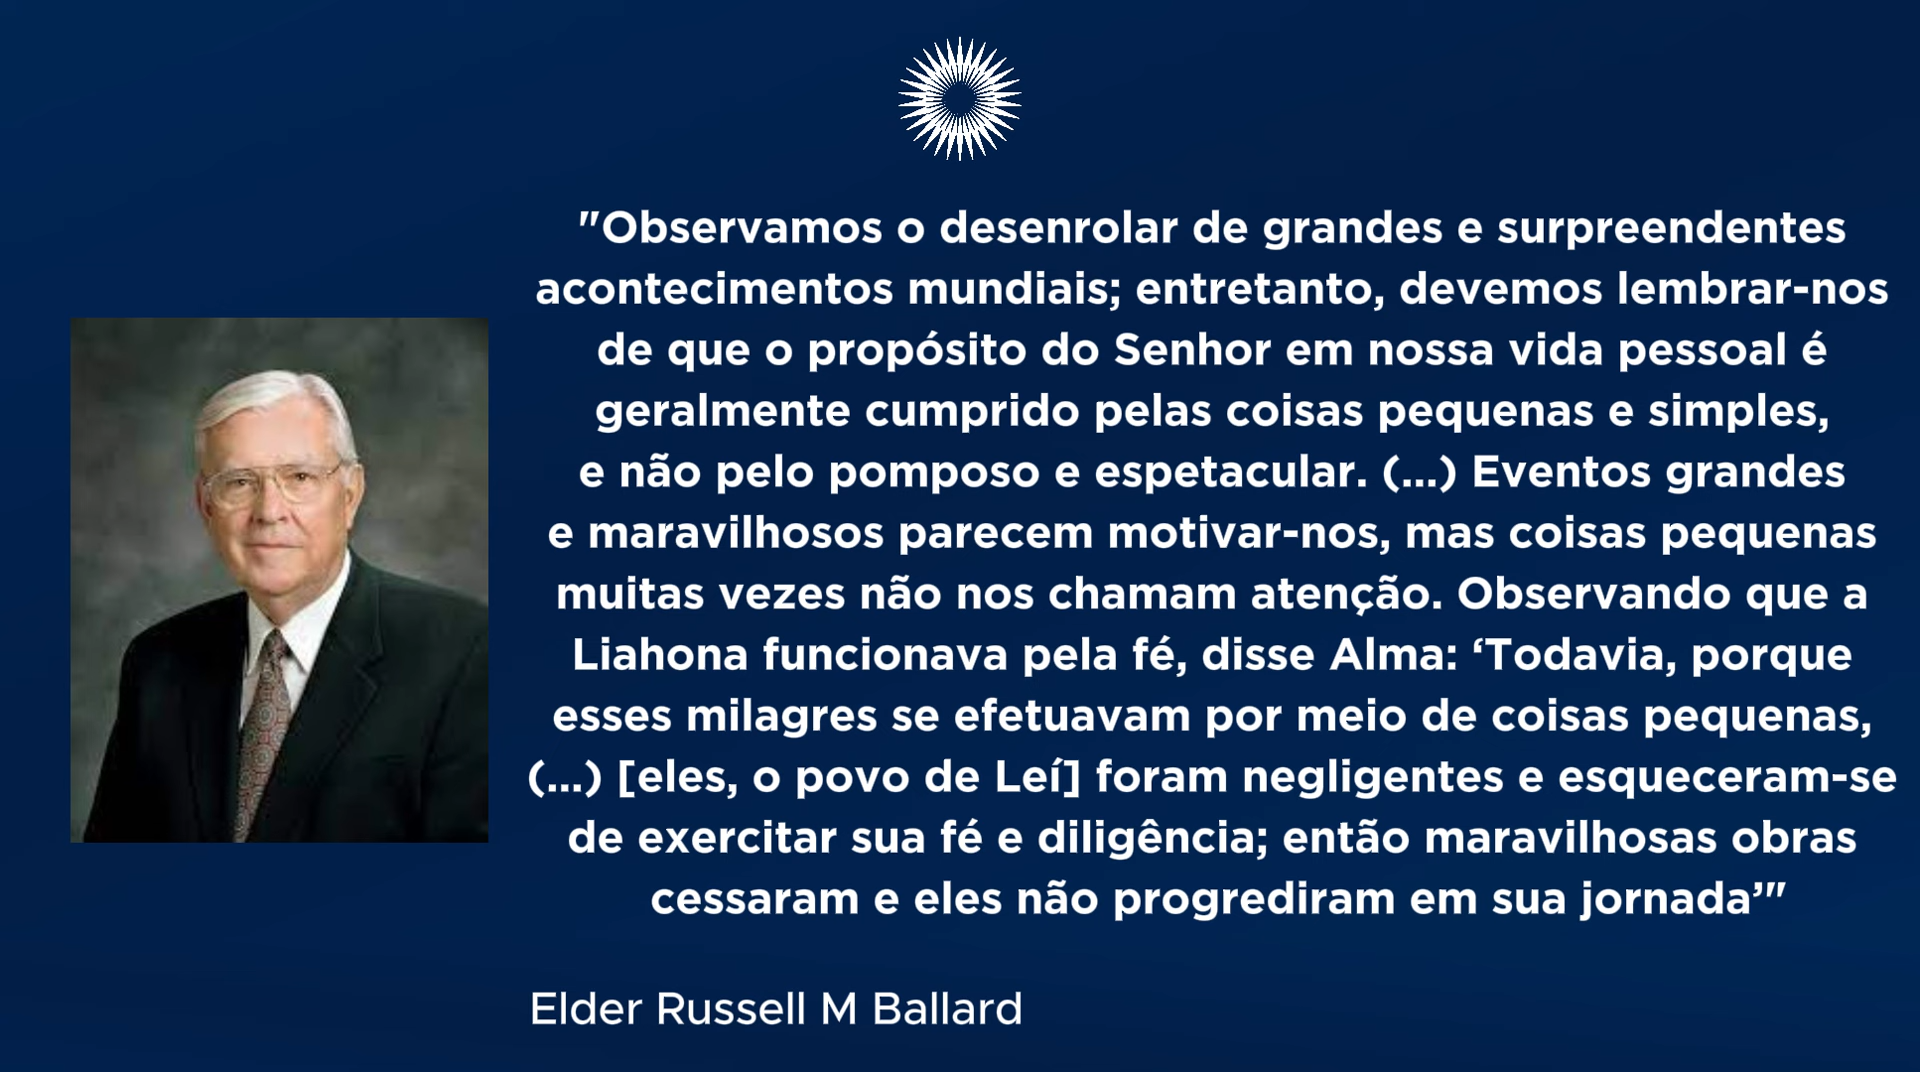 "Observamos o desenrolar de grandes e surpreendentes
acontecimentos mundiais; entretanto, devemos lembrar-nos
de que o propósito do Senhor em nossa vida pessoal é
geralmente cumprido pelas coisas pequenas e simples,
e não pelo pomposo e espetacular. (...) Eventos grandes
e maravilhosos parecem motivar-nos, mas coisas pequenas
muitas vezes não nos chamam atenção. Observando que a
Liahona funcionava pela fé, disse Alma: ‘Todavia, porque
esses milagres se efetuavam por meio de coisas pequenas,
(...) [eles, o povo de Leí] foram negligentes e esqueceram-se
de exercitar sua fé e diligência; então maravilhosas obras
cessaram e eles não progrediram em sua jornada’"
Elder Russell M Ballard